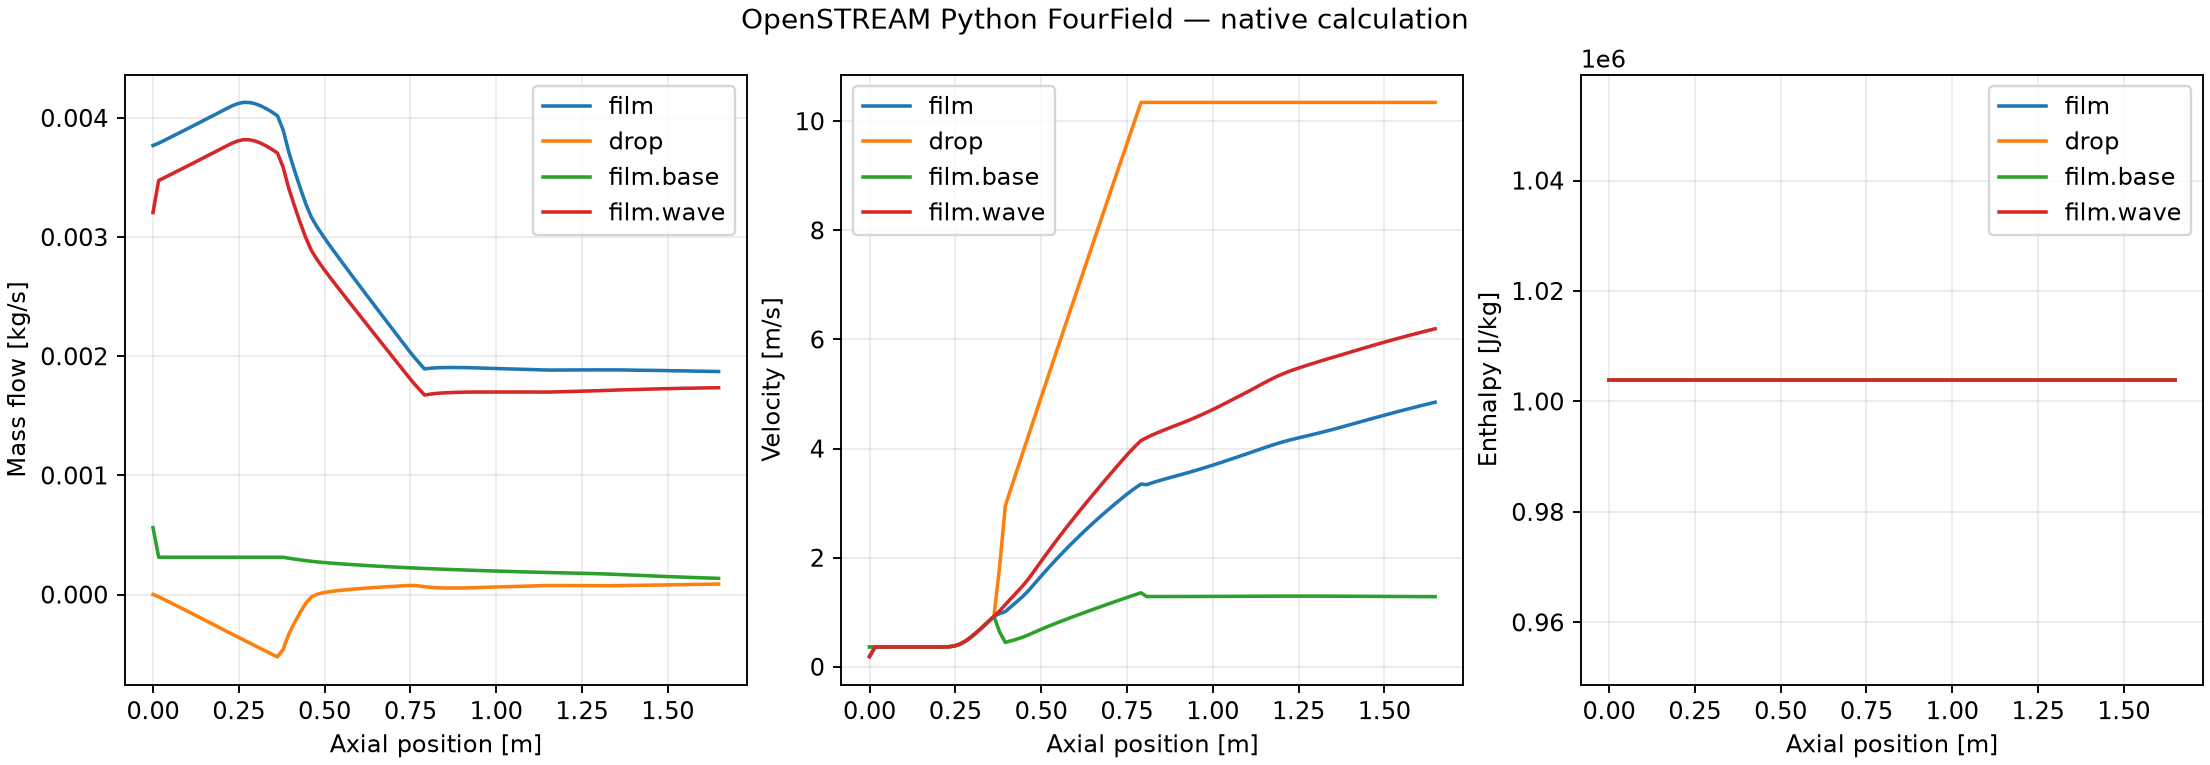 OpenSTREAM Python FourField — native calculation
Mass flow [kg/s]
0.004
0.003
0.002
0.001
0.000
film
drop
film.base
film.wave
0.00 0.25 0.50 0.75 1.00 1.25 1.50
Axial position [m]
Velocity [m/s]
10
8
6
4
2
0
film
drop
film.base
film.wave
0.00 0.25 0.50 0.75 1.00 1.25 1.50
Axial position [m]
1e6
Enthalpy [J/kg]
1.04
1.02
1.00
0.98
0.96
film
drop
film.base
film.wave
0.00 0.25 0.50 0.75 1.00 1.25 1.50
Axial position [m]